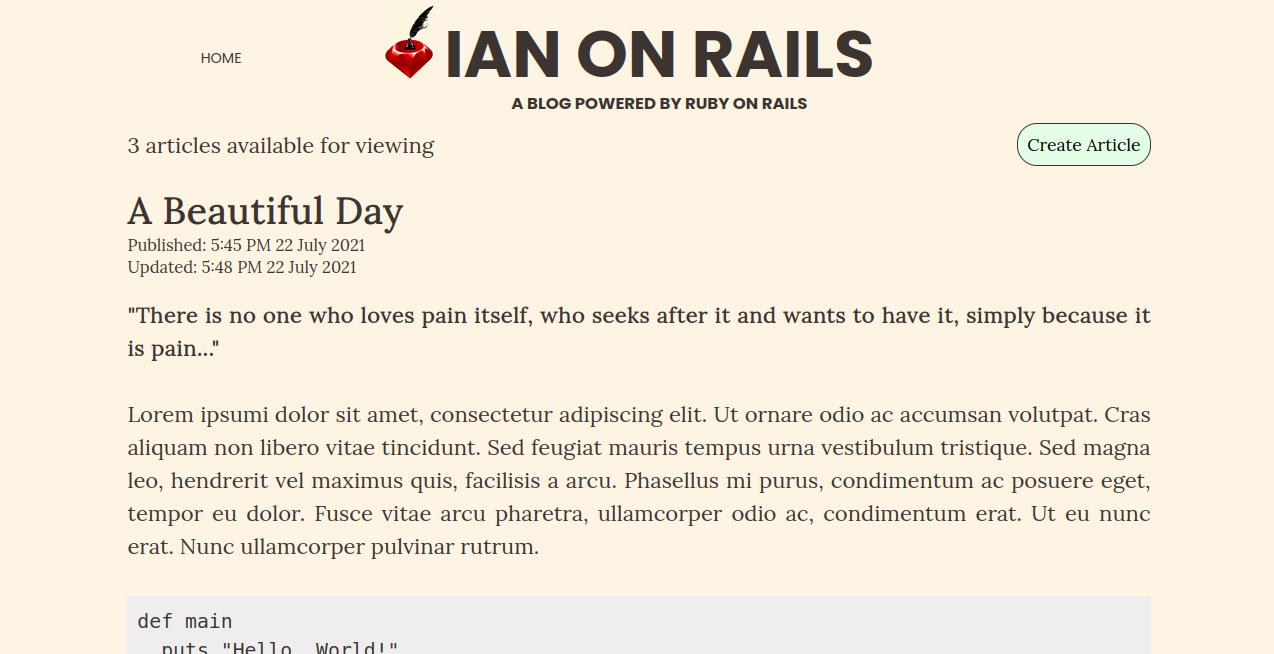 HOME
IAN ON RAILS
A BLOG POWERED BY RUBY ON RAILS
3 articles available for viewing
Create Article
A Beautiful Day
Published: 5:45 PM 22 July 2021
Updated: 5:48 PM 22 July 2021
"There is no one who loves pain itself, who seeks after it and wants to have it, simply because it
is pain..."
Lorem ipsumi dolor sit amet, consectetur adipiscing elit. Ut ornare odio ac accumsan volutpat. Cras
aliquam non libero vitae tincidunt. Sed feugiat mauris tempus urna vestibulum tristique. Sed magna
leo, hendrerit vel maximus quis, facilisis a arcu. Phasellus mi purus, condimentum ac posuere eget,
tempor eu dolor. Fusce vitae arcu pharetra, ullamcorper odio ac, condimentum erat. Ut eu nunc
erat. Nunc ullamcorper pulvinar rutrum.
def main
  puts "Hello, World!"